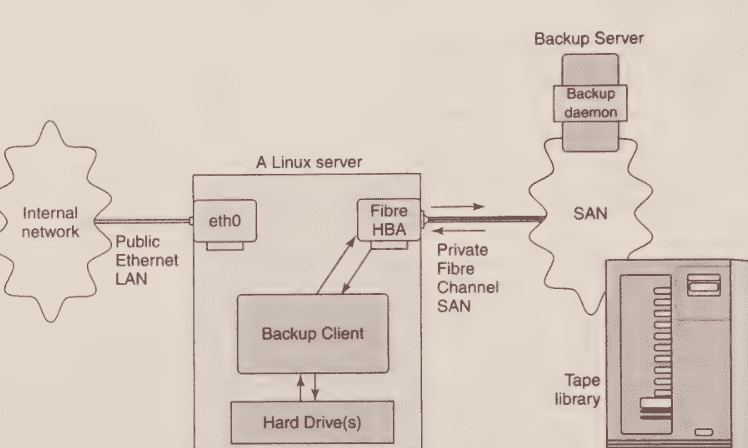 Backup Server
Backup
daemon
A Linux server
Internal
network
eth0
Fibre
HBA
SAN
Public
Ethernet
LAN
Private
Fibre
Channel
SAN
Backup Client
Tape
library
Hard Drive(s)